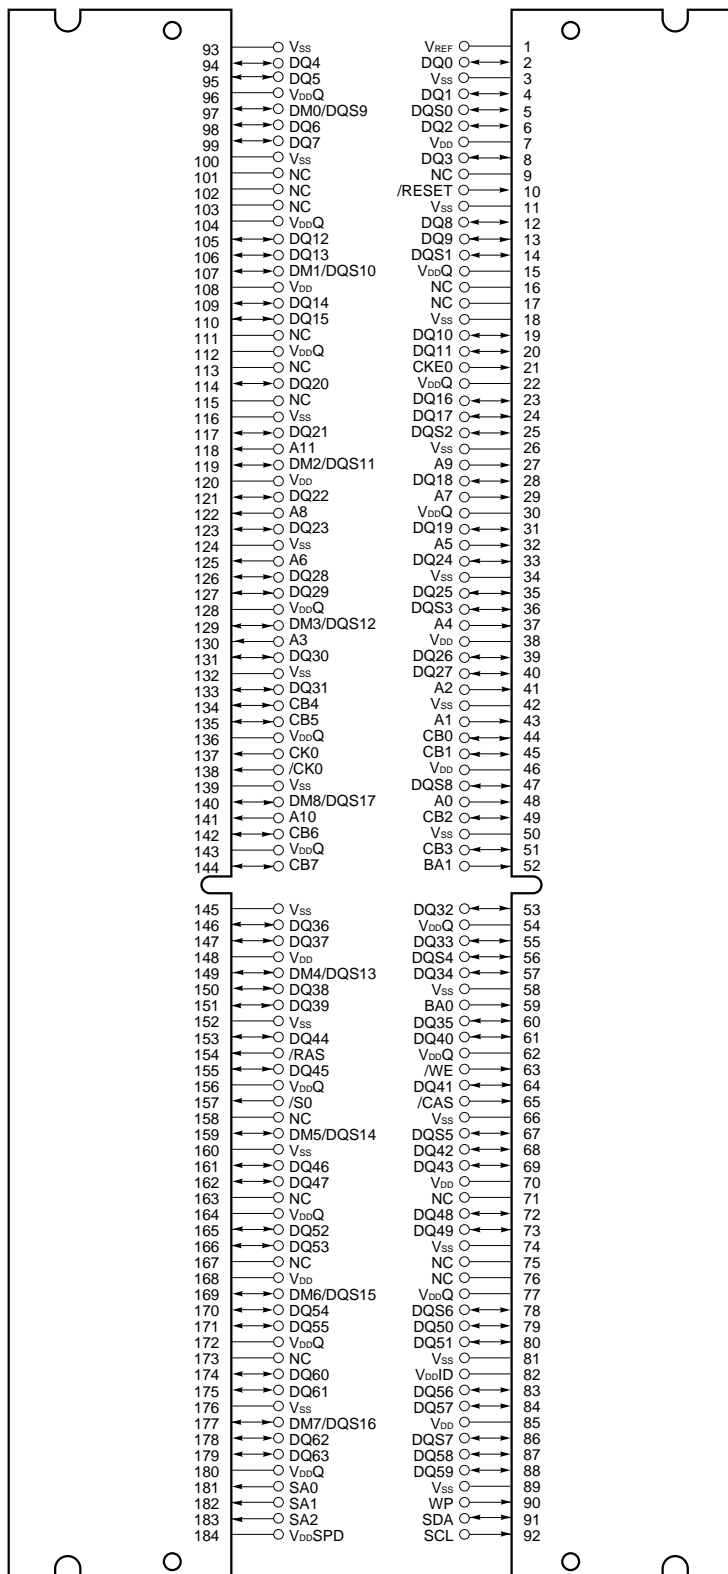 93 VSS VREF 1
94 DQ4 DQ0 2
95 DQ5 VSS 3
96 VDDQ DQ1 4
97 DM0/DQS9 DQS0 5
98 DQ6 DQ2 6
99 DQ7 VDD 7
100 VSS DQ3 8
101 NC NC 9
102 NC /RESET 10
103 NC VSS 11
104 VDDQ DQ8 12
105 DQ12 DQ9 13
106 DQ13 DQS1 14
107 DM1/DQS10 VDDQ 15
108 VDD NC 16
109 DQ14 NC 17
110 DQ15 VSS 18
111 NC DQ10 19
112 VDDQ DQ11 20
113 NC CKE0 21
114 DQ20 VDDQ 22
115 NC DQ16 23
116 VSS DQ17 24
117 DQ21 DQS2 25
118 A11 VSS 26
119 DM2/DQS11 A9 27
120 VDD DQ18 28
121 DQ22 A7 29
122 A8 VDDQ 30
123 DQ23 DQ19 31
124 VSS A5 32
125 A6 DQ24 33
126 DQ28 VSS 34
127 DQ29 DQ25 35
128 VDDQ DQS3 36
129 DM3/DQS12 A4 37
130 A3 VDD 38
131 DQ30 DQ26 39
132 VSS DQ27 40
133 DQ31 A2 41
134 CB4 VSS 42
135 CB5 A1 43
136 VDDQ CB0 44
137 CK0 CB1 45
138 /CK0 VDD 46
139 VSS DQS8 47
140 DM8/DQS17 A0 48
141 A10 CB2 49
142 CB6 VSS 50
143 VDDQ CB3 51
144 CB7 BA1 52
145 VSS DQ32 53
146 DQ36 VDDQ 54
147 DQ37 DQ33 55
148 VDD DQS4 56
149 DM4/DQS13 DQ34 57
150 DQ38 VSS 58
151 DQ39 BA0 59
152 VSS DQ35 60
153 DQ44 DQ40 61
154 /RAS VDDQ 62
155 DQ45 /WE 63
156 VDDQ DQ41 64
157 /S0 /CAS 65
158 NC VSS 66
159 DM5/DQS14 DQS5 67
160 VSS DQ42 68
161 DQ46 DQ43 69
162 DQ47 VDD 70
163 NC NC 71
164 VDDQ DQ48 72
165 DQ52 DQ49 73
166 DQ53 VSS 74
167 NC NC 75
168 VDD NC 76
169 DM6/DQS15 VDDQ 77
170 DQ54 DQS6 78
171 DQ55 DQ50 79
172 VDDQ DQ51 80
173 NC VSS 81
174 DQ60 VDDID 82
175 DQ61 DQ56 83
176 VSS DQ57 84
177 DM7/DQS16 VDD 85
178 DQ62 DQS7 86
179 DQ63 DQ58 87
180 VDDQ DQ59 88
181 SA0 VSS 89
182 SA1 WP 90
183 SA2 SDA 91
184 VDDSPD SCL 92